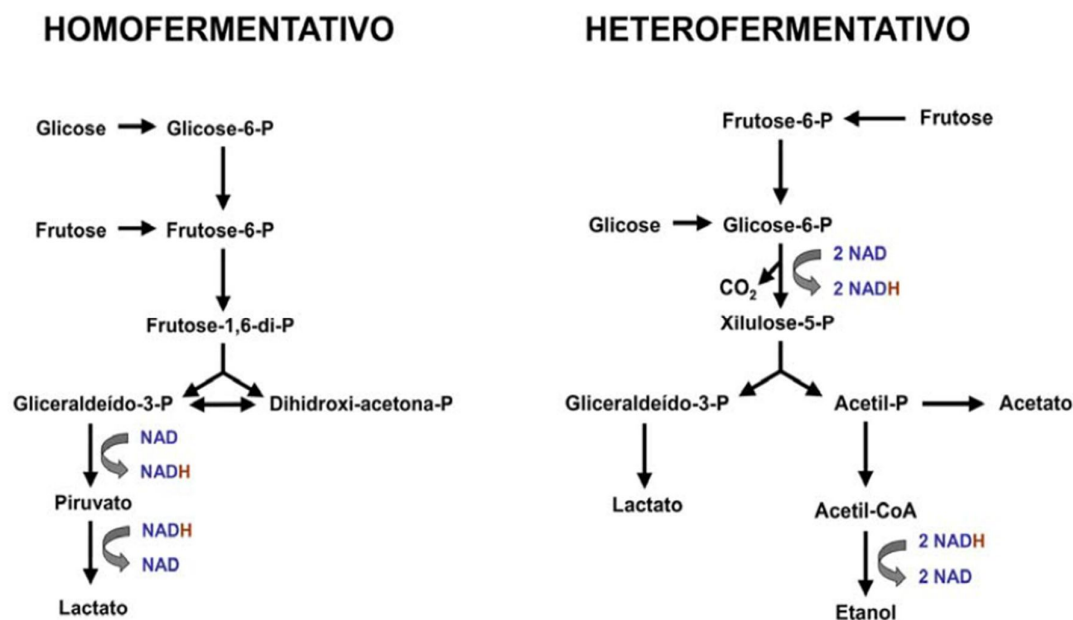 HOMOFERMENTATIVO
Glicose Glicose-6-P
Frutose Frutose-6-P
Frutose-1,6-di-P
Gliceraldeído-3-P Dihidroxi-acetona-P
NAD
NADH
Piruvato
NADH
NAD
Lactato
HETEROFERMENTATIVO
Frutose-6-P Frutose
Glicose Glicose-6-P
2 NAD
CO₂ 2 NADH
Xilulose-5-P
Gliceraldeído-3-P Acetil-P Acetato
Lactato Acetil-CoA
2 NADH
2 NAD
Etanol